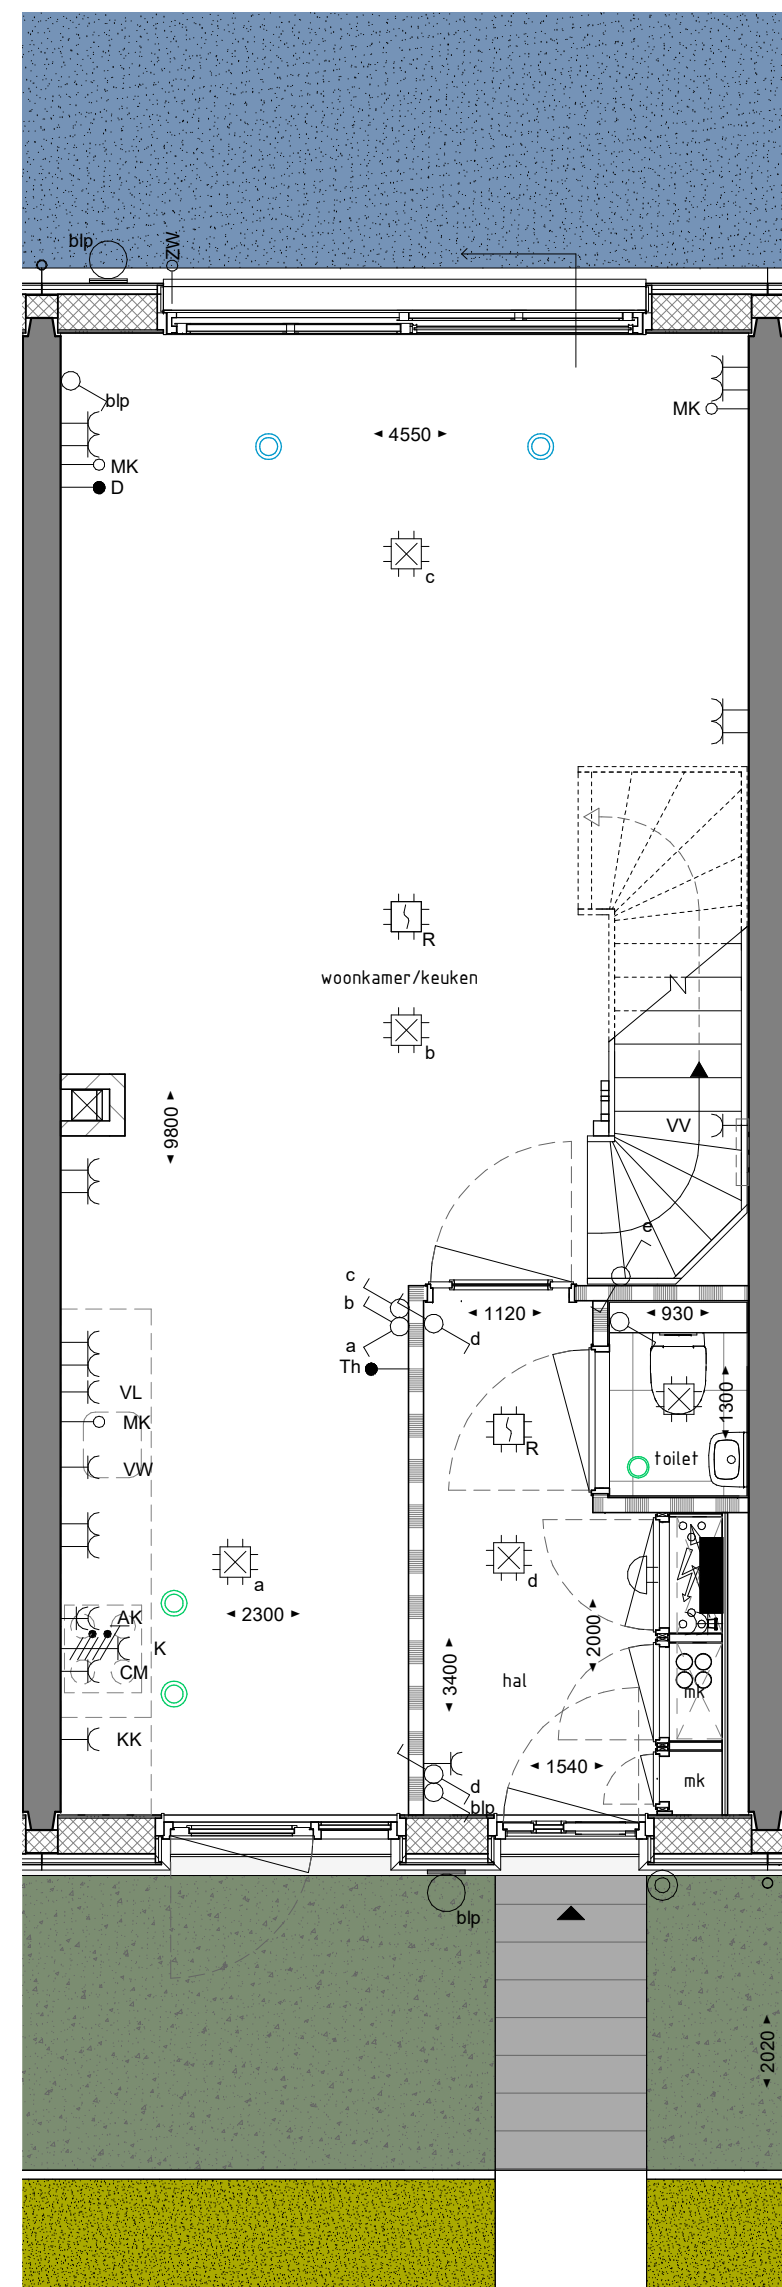 blp
ZW
blp
MK
4550
MK
D
c
R
woonkamer/keuken
b
9800
VV
e
c
b
a
1120
d
930
Th
VL
MK
1300
R
toilet
VW
a
d
2300
AK
2000
K
CM
3400
hal
mk
KK
1540
d
mk
blp
blp
2020